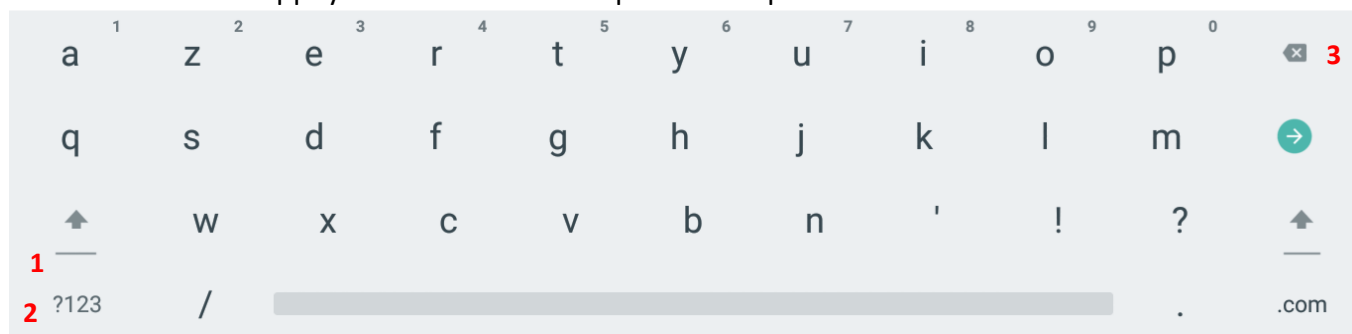 1 2 3 4 5 6 7 8 9 0
a z e r t y u i o p 3
q s d f g h j k l m
w x c v b n ' ! ?
1
2 ?123 / . .com